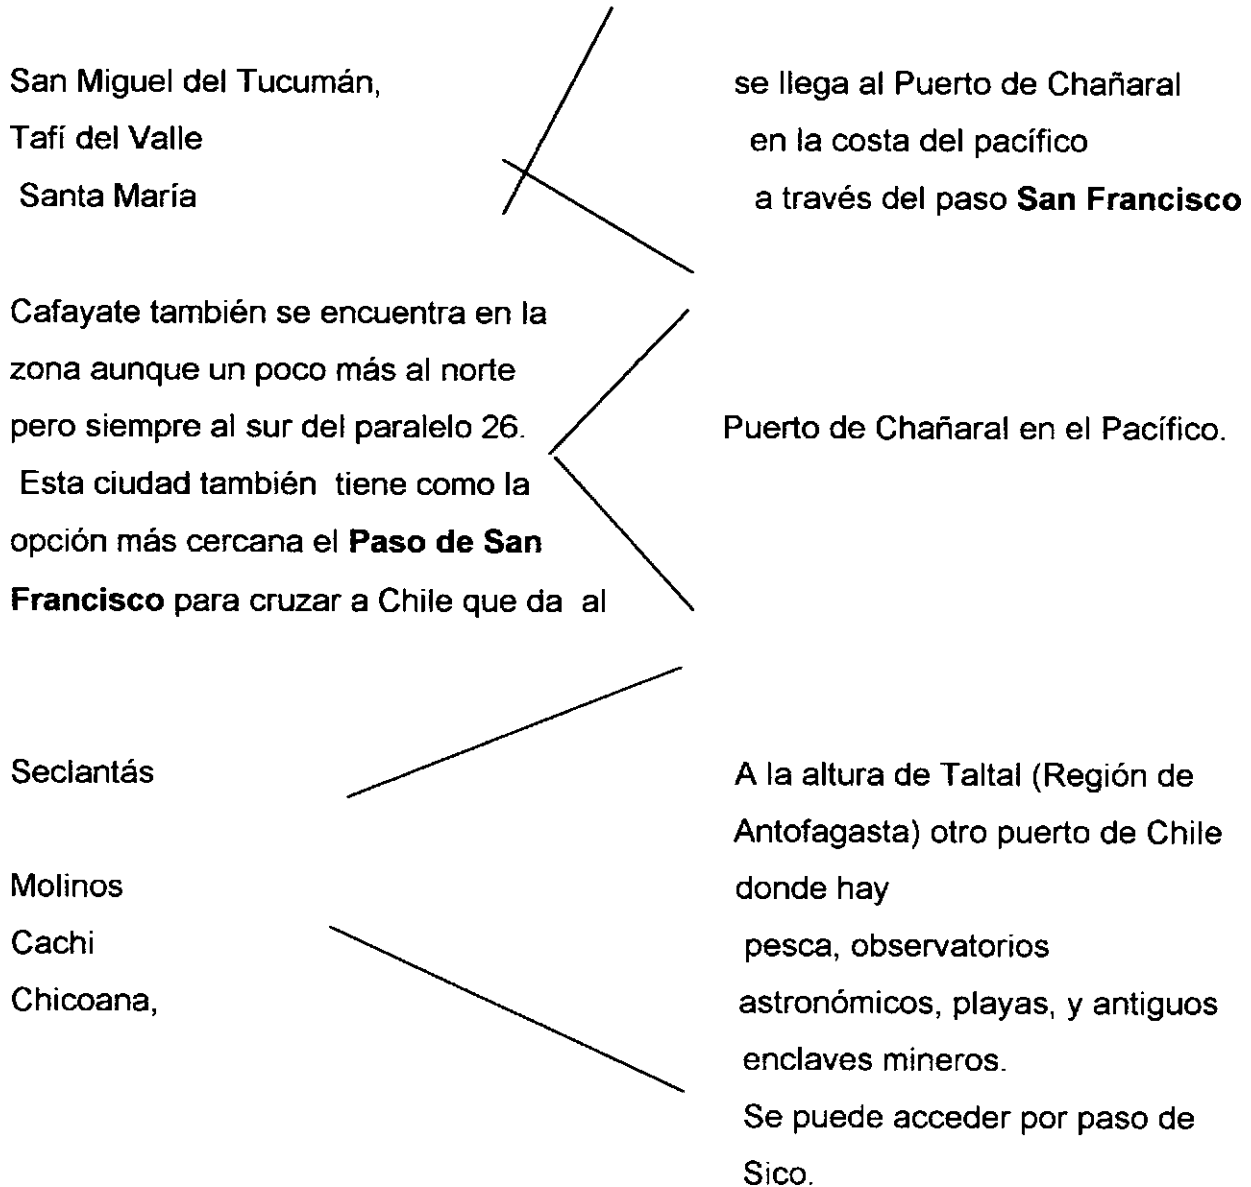 San Miguel del Tucumán,
Tafí del Valle
Santa María
se llega al Puerto de Chañaral
en la costa del pacífico
a través del paso San Francisco
Cafayate también se encuentra en la
zona aunque un poco más al norte
pero siempre al sur del paralelo 26.
Esta ciudad también tiene como la
opción más cercana el Paso de San
Francisco para cruzar a Chile que da al
Puerto de Chañaral en el Pacífico.
Seclantás
Molinos
Cachi
Chicoana,
A la altura de Taltal (Región de
Antofagasta) otro puerto de Chile
donde hay
pesca, observatorios
astronómicos, playas, y antiguos
enclaves mineros.
Se puede acceder por paso de
Sico.